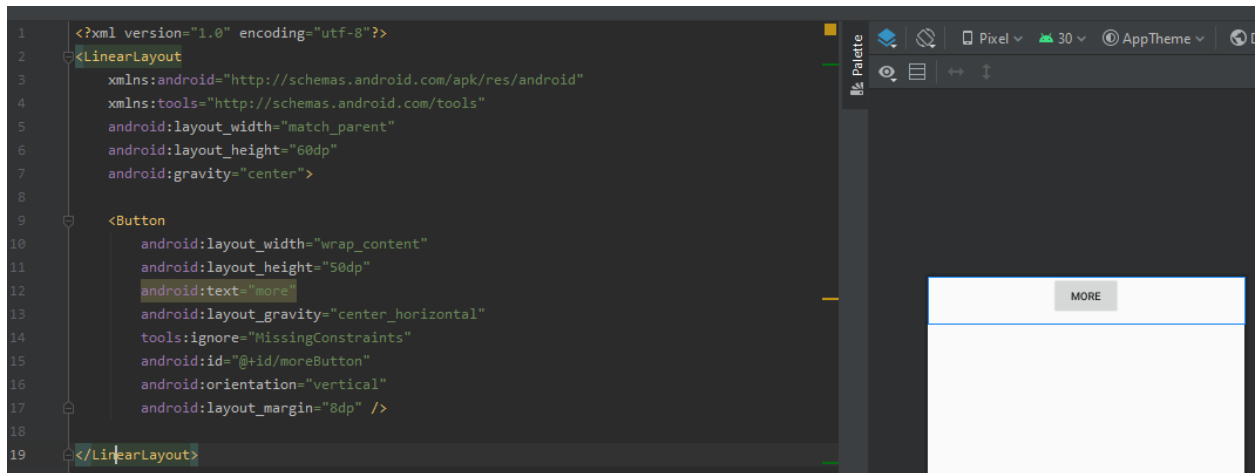 1 <?xml version="1.0" encoding="utf-8"?>
2 <LinearLayout
3 xmlns:android="http://schemas.android.com/apk/res/android"
4 xmlns:tools="http://schemas.android.com/tools"
5 android:layout_width="match_parent"
6 android:layout_height="60dp"
7 android:gravity="center">
8
9 <Button
10 android:layout_width="wrap_content"
11 android:layout_height="50dp"
12 android:text="more"
13 android:layout_gravity="center_horizontal"
14 tools:ignore="MissingConstraints"
15 android:id="@+id/moreButton"
16 android:orientation="vertical"
17 android:layout_margin="8dp" />
18
19 </LinearLayout>
Palette
Pixel 30 AppTheme
MORE